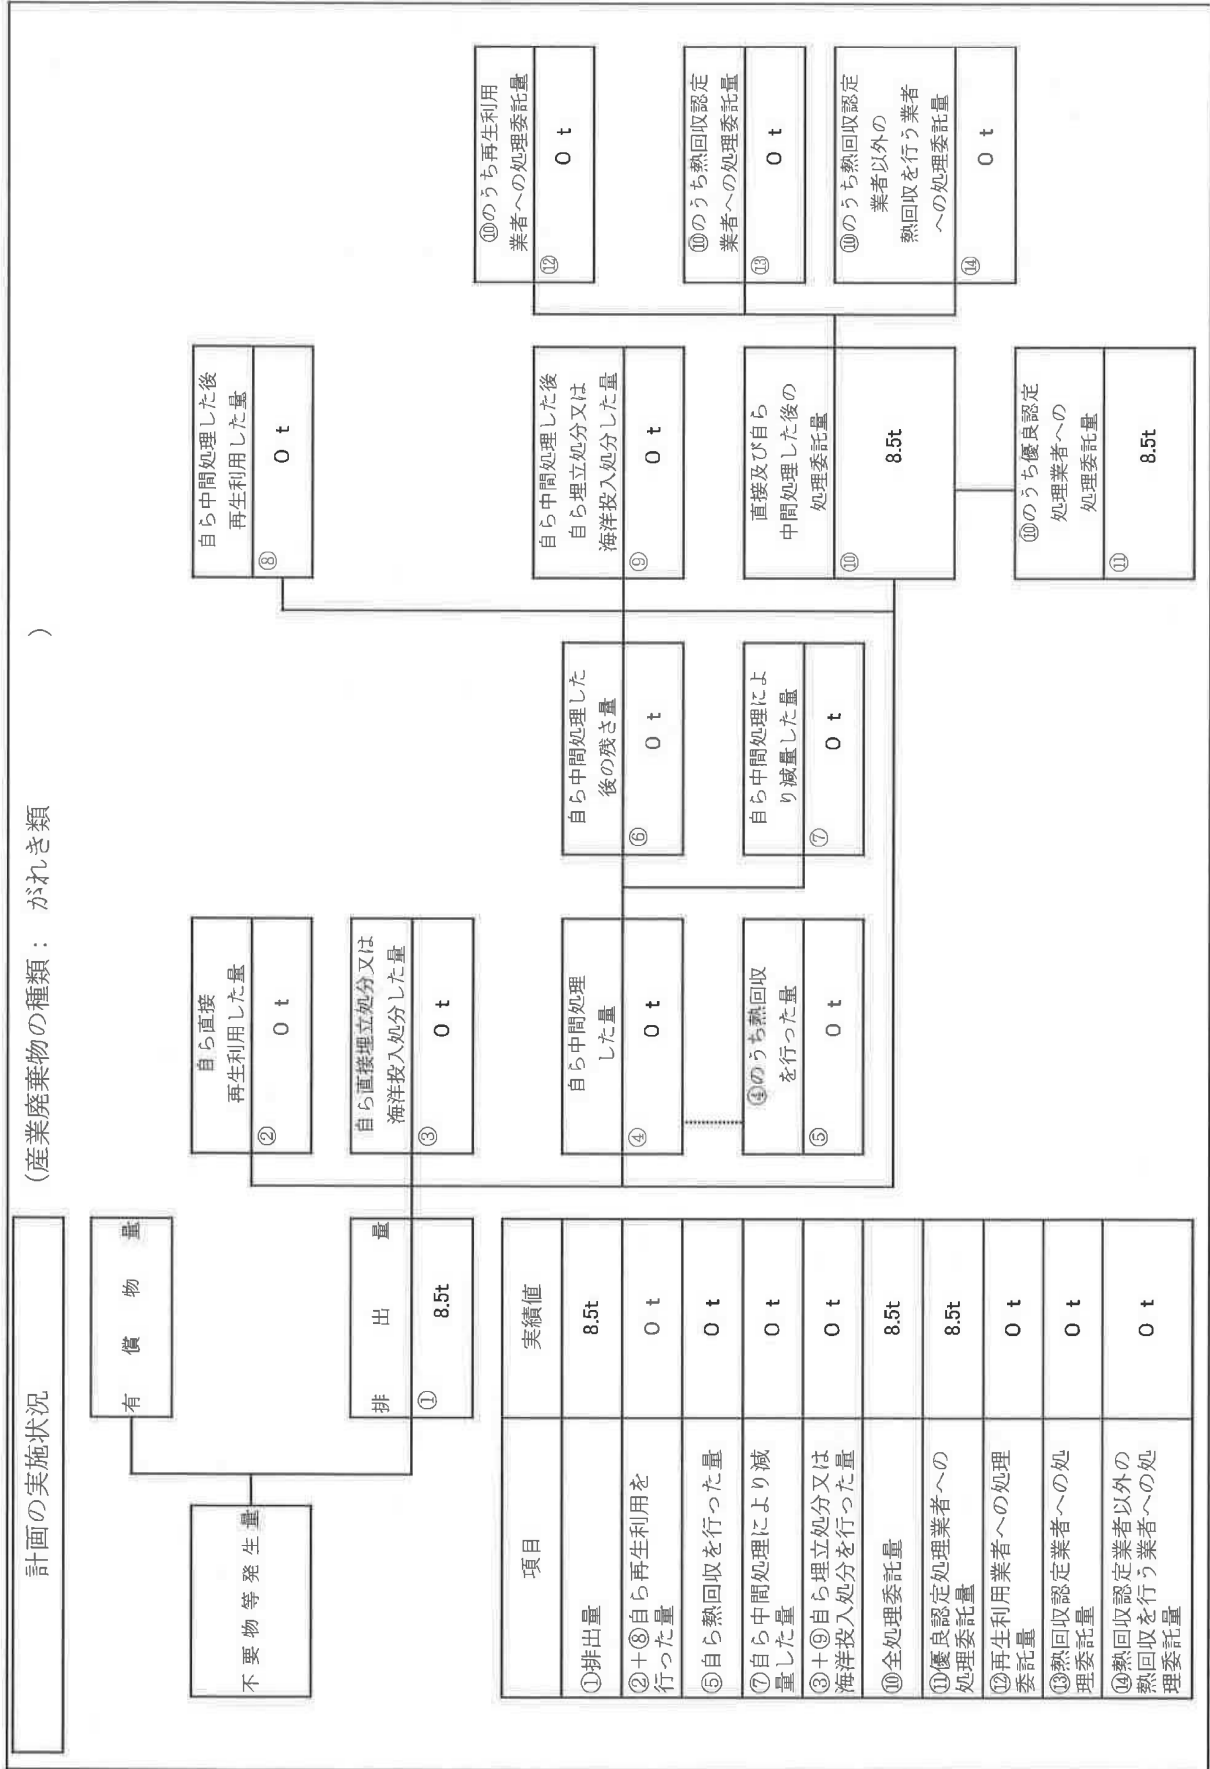 計画の実施状況
(産業廃棄物の種類： がれき類 )
不要物等発生量
有償物量
排出量
①
8.5t
自ら直接
再生利用した量
②
0 t
自ら直接埋立処分又は
海洋投入処分した量
③
0 t
自ら中間処理
した量
④
0 t
④のうち熱回収
を行った量
⑤
0 t
自ら中間処理した
後の残さ量
⑥
0 t
自ら中間処理によ
り減量した量
⑦
0 t
自ら中間処理した後
再生利用した量
⑧
0 t
自ら中間処理した後
自ら埋立処分又は
海洋投入処分した量
⑨
0 t
直接及び自ら
中間処理した後の
処理委託量
⑩
8.5t
⑩のうち優良認定
処理業者への
処理委託量
⑪
8.5t
⑩のうち再生利用
業者への処理委託量
⑫
0 t
⑩のうち熱回収認定
業者への処理委託量
⑬
0 t
⑩のうち熱回収認定
業者以外の
熱回収を行う業者
への処理委託量
⑭
0 t
項目
実績値
①排出量
8.5t
②＋⑧自ら再生利用を
行った量
0 t
⑤自ら熱回収を行った量
0 t
⑦自ら中間処理により減
量した量
0 t
③＋⑨自ら埋立処分又は
海洋投入処分を行った量
0 t
⑩全処理委託量
8.5t
⑪優良認定処理業者への
処理委託量
8.5t
⑫再生利用業者への処理
委託量
0 t
⑬熱回収認定業者への処
理委託量
0 t
⑭熱回収認定業者以外の
熱回収を行う業者への処
理委託量
0 t